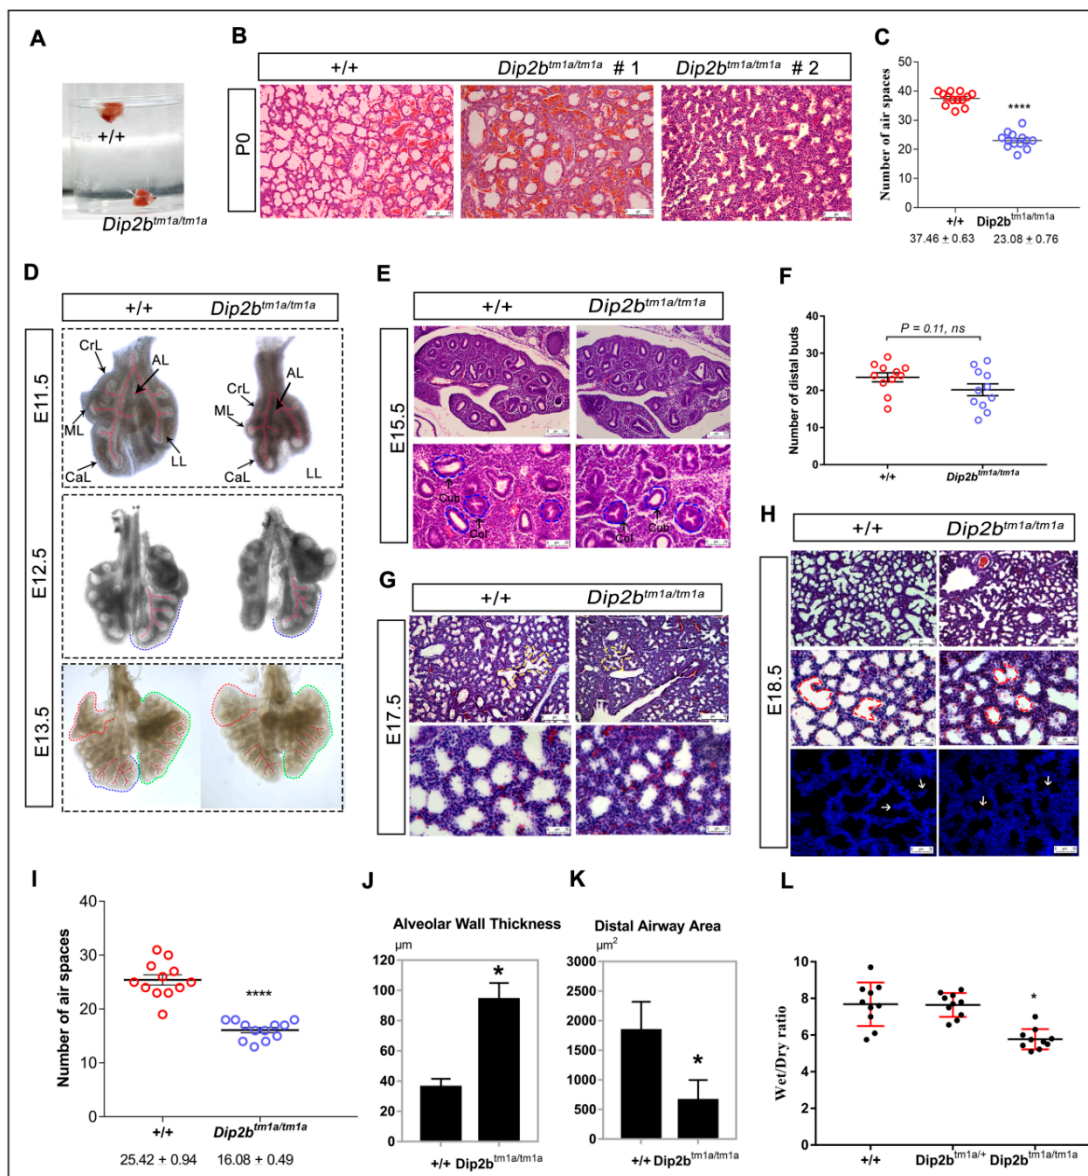 A
+/+
Dip2b^tm1a/tm1a
B
+/+
Dip2b^tm1a/tm1a # 1
Dip2b^tm1a/tm1a # 2
P0
C
Number of air spaces
50
40
30
20
10
0
****
+/+
Dip2b^tm1a/tm1a
37.46 ± 0.63
23.08 ± 0.76
D
+/+
Dip2b^tm1a/tm1a
E11.5
CrL
AL
ML
CaL
LL
CrL
AL
ML
CaL
LL
E12.5
E13.5
E
+/+
Dip2b^tm1a/tm1a
E15.5
Cub
Col
Cub
Col
F
Number of distal buds
40
30
20
10
0
P = 0.11, ns
+/+
Dip2b^tm1a/tm1a
G
+/+
Dip2b^tm1a/tm1a
E17.5
H
+/+
Dip2b^tm1a/tm1a
E18.5
I
Number of air spaces
40
30
20
10
0
****
+/+
Dip2b^tm1a/tm1a
25.42 ± 0.94
16.08 ± 0.49
J
Alveolar Wall Thickness
µm
120
100
80
60
40
20
0
*
+/+ Dip2b^tm1a/tm1a
K
Distal Airway Area
µm²
3000
2500
2000
1500
1000
500
0
*
+/+ Dip2b^tm1a/tm1a
L
Wet/Dry ratio
10
8
6
4
2
0
*
+/+
Dip2b^tm1a/+
Dip2b^tm1a/tm1a